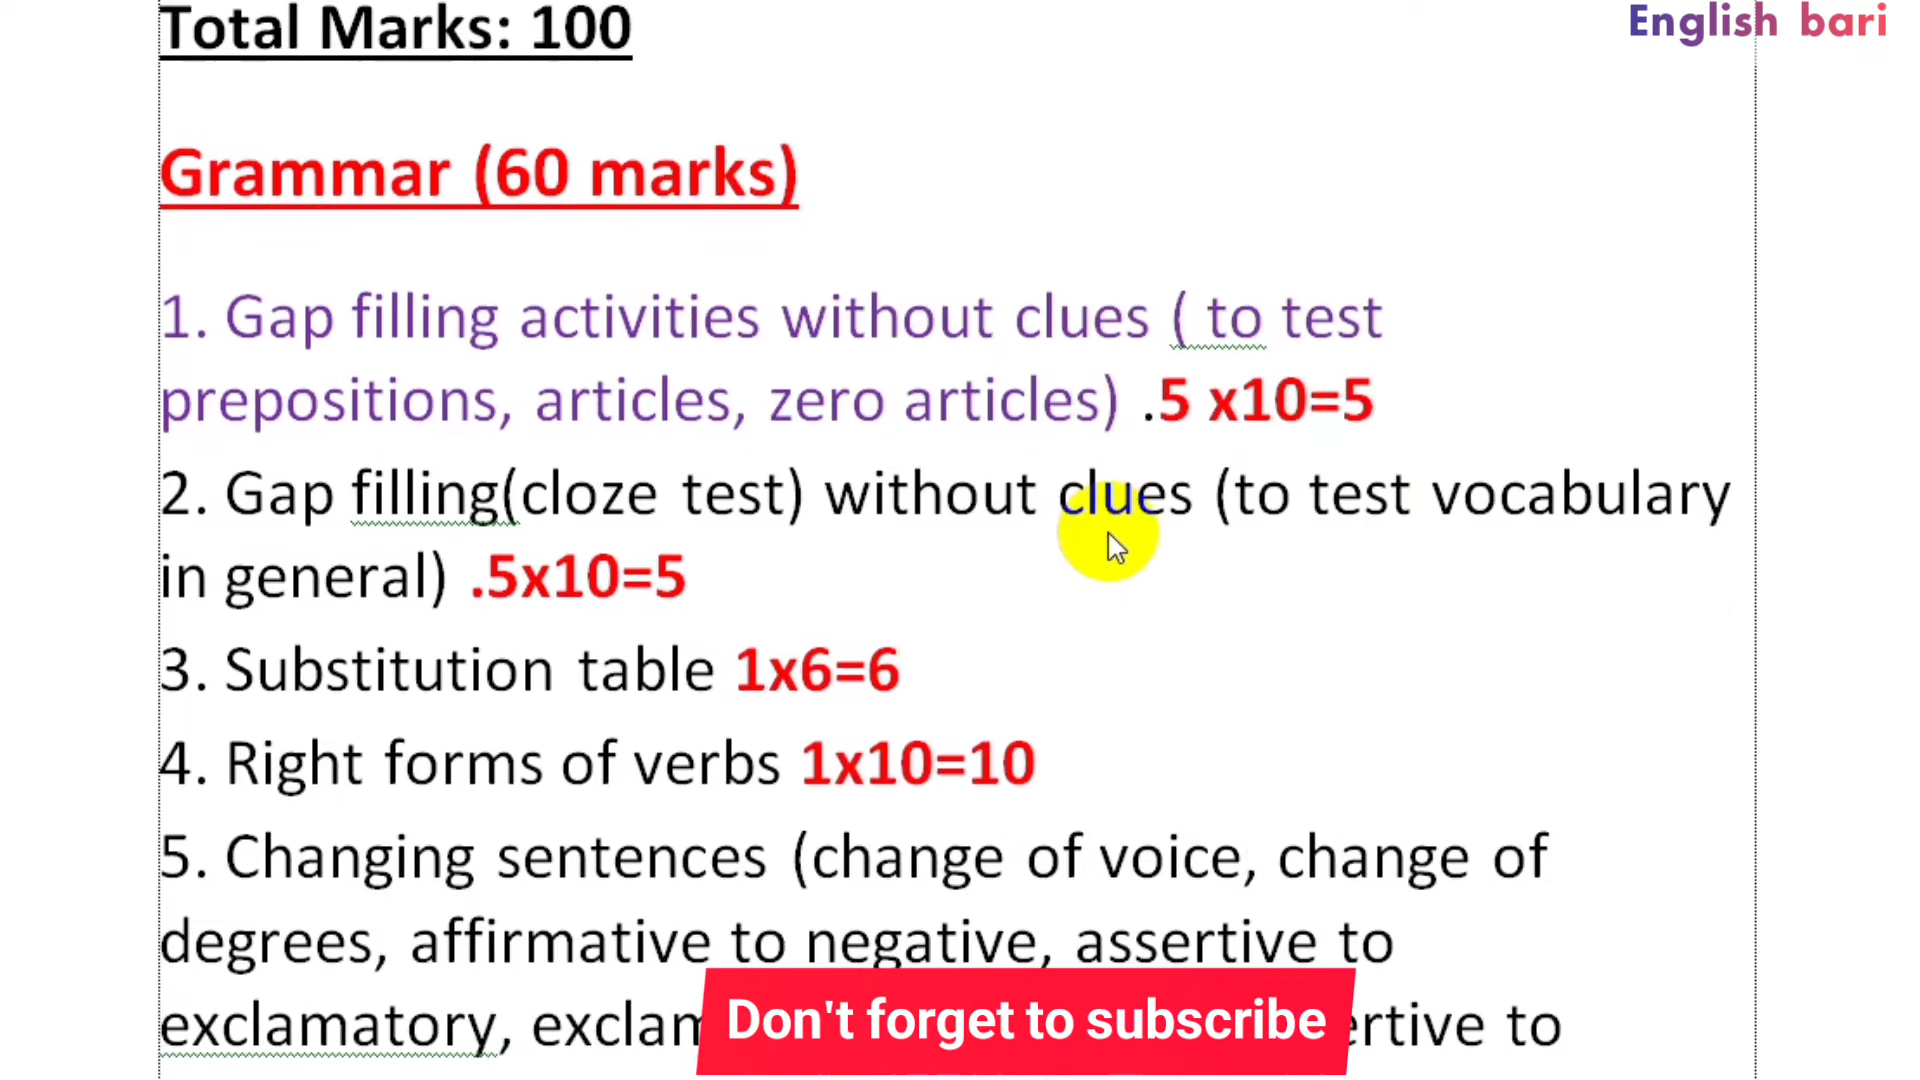 Total Marks: 100
English bari
Grammar (60 marks)
1. Gap filling activities without clues ( to test
prepositions, articles, zero articles) .5 x10=5
2. Gap filling(cloze test) without clues (to test vocabulary
in general) .5x10=5
3. Substitution table 1x6=6
4. Right forms of verbs 1x10=10
5. Changing sentences (change of voice, change of
degrees, affirmative to negative, assertive to
exclamatory, to
Don't forget to subscribe